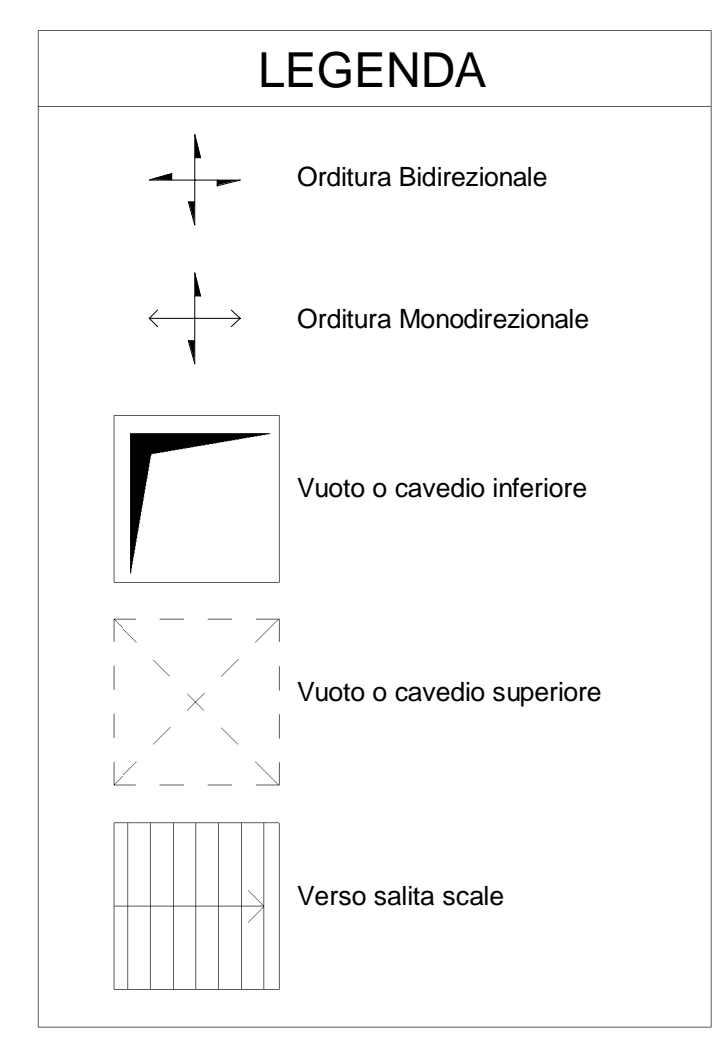 LEGENDA
Orditura Bidirezionale
Orditura Monodirezionale
Vuoto o cavedio inferiore
Vuoto o cavedio superiore
Verso salita scale